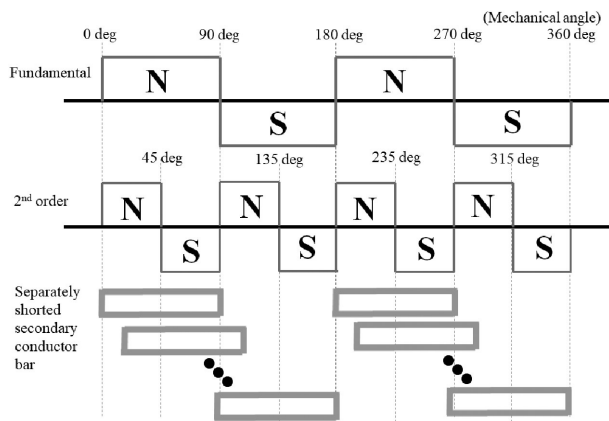 (Mechanical angle)
0 deg 90 deg 180 deg 270 deg 360 deg
Fundamental
N N
S S
45 deg 135 deg 235 deg 315 deg
2nd order
N N N N
S S S S
Separately
shorted
secondary
conductor
bar